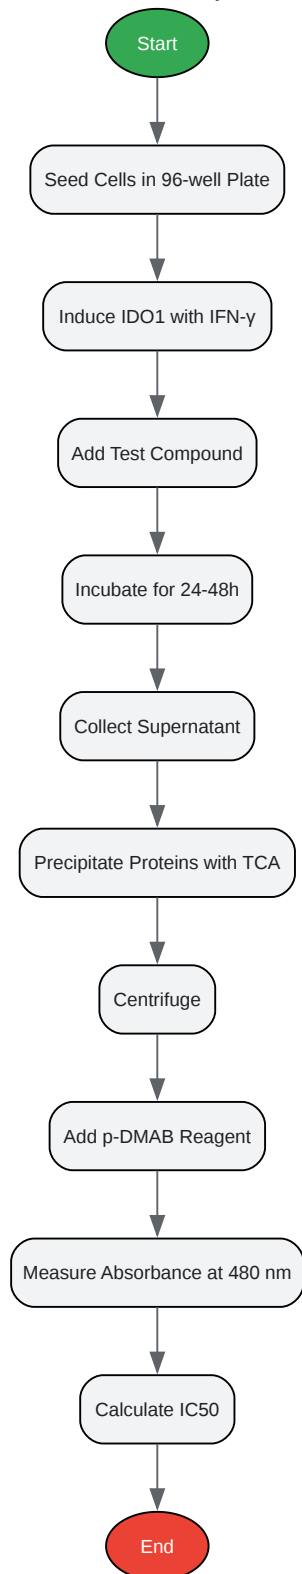 Start
Seed Cells in 96-well Plate
Induce IDO1 with IFN-γ
Add Test Compound
Incubate for 24-48h
Collect Supernatant
Precipitate Proteins with TCA
Centrifuge
Add p-DMAB Reagent
Measure Absorbance at 480 nm
Calculate IC50
End